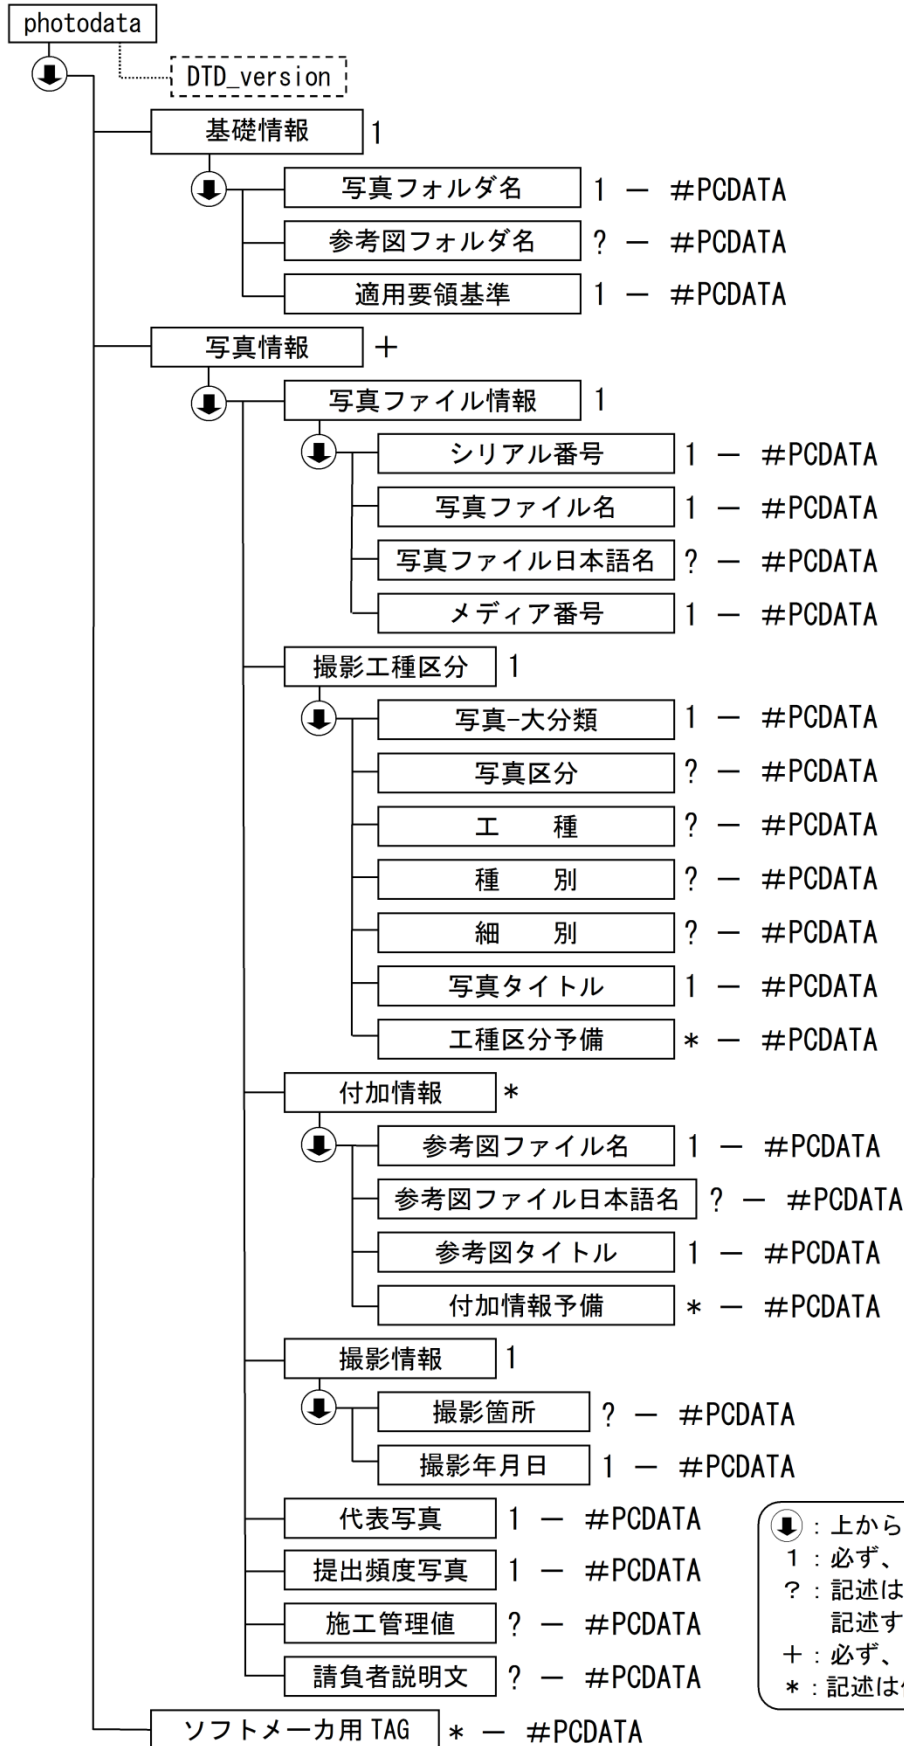 photodata
DTD_version
基礎情報 1
写真フォルダ名 1 － #PCDATA
参考図フォルダ名 ? － #PCDATA
適用要領基準 1 － #PCDATA
写真情報 ＋
写真ファイル情報 1
シリアル番号 1 － #PCDATA
写真ファイル名 1 － #PCDATA
写真ファイル日本語名 ? － #PCDATA
メディア番号 1 － #PCDATA
撮影工種区分 1
写真-大分類 1 － #PCDATA
写真区分 ? － #PCDATA
工　種 ? － #PCDATA
種　別 ? － #PCDATA
細　別 ? － #PCDATA
写真タイトル 1 － #PCDATA
工種区分予備 * － #PCDATA
付加情報 *
参考図ファイル名 1 － #PCDATA
参考図ファイル日本語名 ? － #PCDATA
参考図タイトル 1 － #PCDATA
付加情報予備 * － #PCDATA
撮影情報 1
撮影箇所 ? － #PCDATA
撮影年月日 1 － #PCDATA
代表写真 1 － #PCDATA
提出頻度写真 1 － #PCDATA
施工管理値 ? － #PCDATA
請負者説明文 ? － #PCDATA
ソフトメーカ用 TAG * － #PCDATA
：上から
1：必ず、
?：記述は
記述す
＋：必ず、
*：記述は